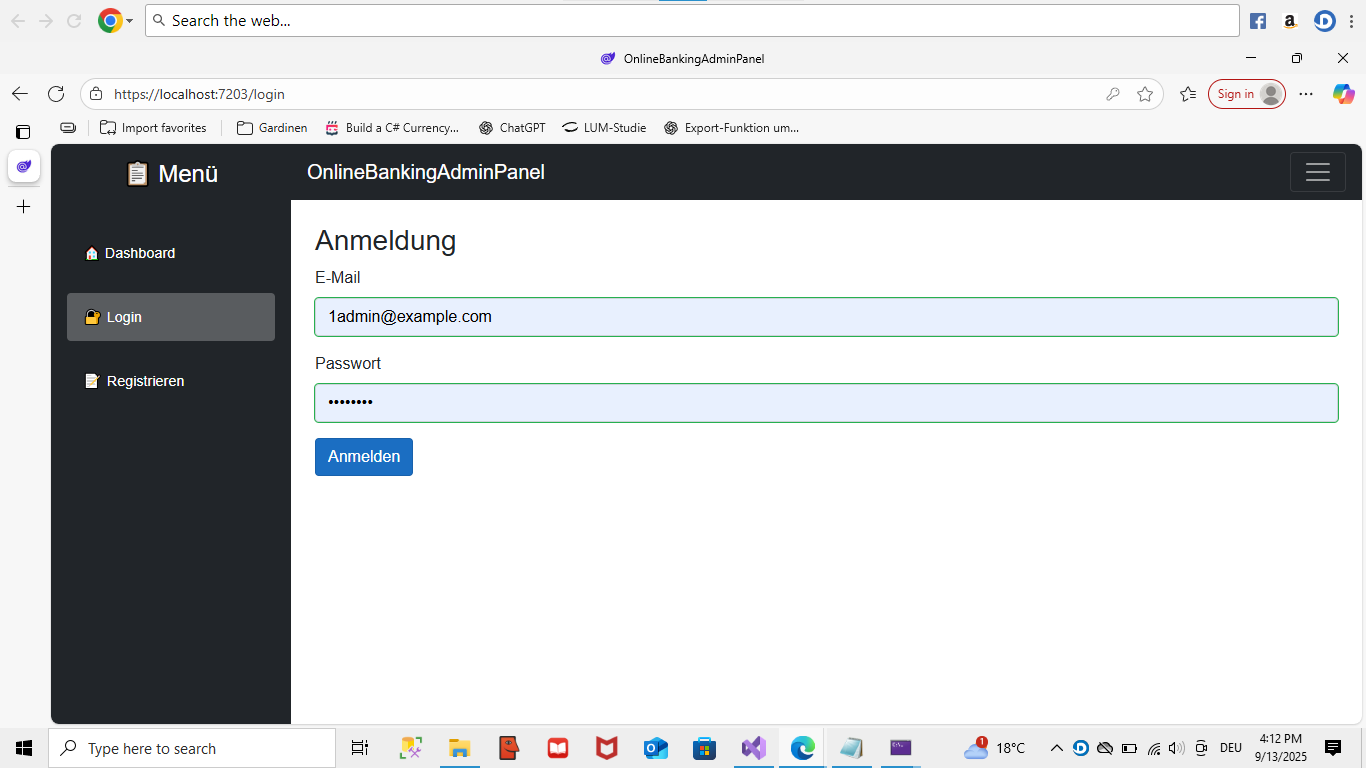 Search the web...
OnlineBankingAdminPanel
https://localhost:7203/login
Sign in
Import favorites
Gardinen
Build a C# Currency...
ChatGPT
LUM-Studie
Export-Funktion um...
Menü
OnlineBankingAdminPanel
Dashboard
Login
Registrieren
Anmeldung
E-Mail
1admin@example.com
Passwort
••••••••
Anmelden
Type here to search
1
18°C
DEU
4:12 PM
9/13/2025